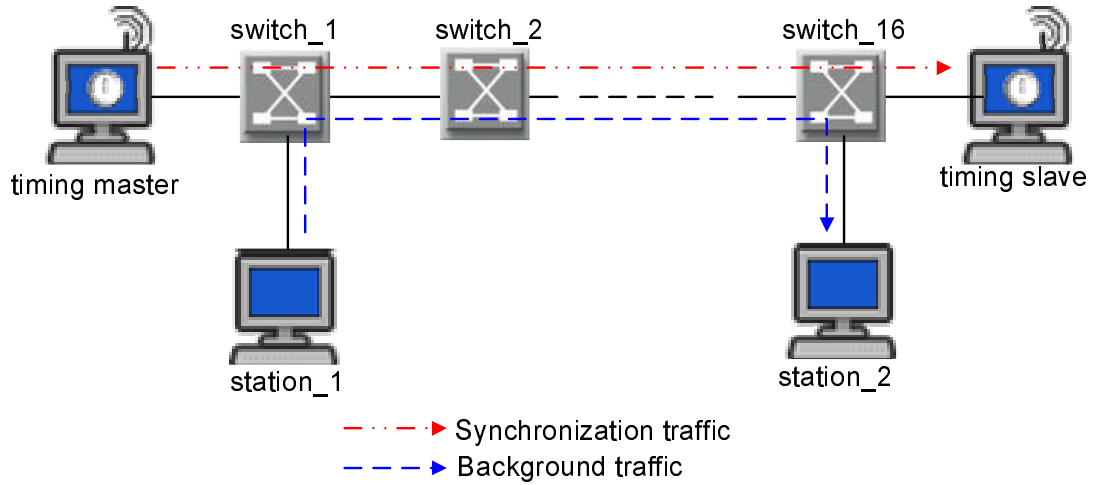 switch_1
switch_2
switch_16
timing master
timing slave
station_1
station_2
Synchronization traffic
Background traffic